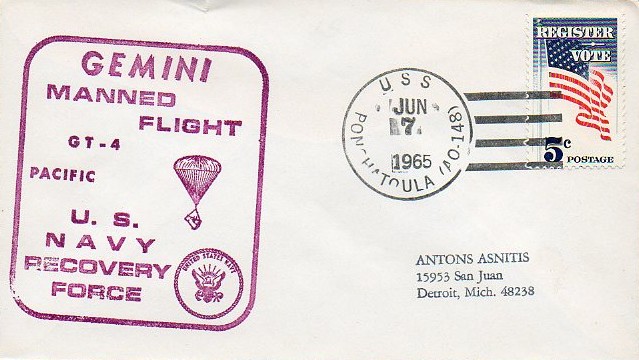 GEMINI
MANNED
FLIGHT
GT-4
PACIFIC
U. S.
NAVY
RECOVERY
FORCE
UNITED STATES NAVY
USS
JUN
7
1965
PONCHATOULA (AO-148)
REGISTER
VOTE
5c POSTAGE
ANTONS ASNITIS
15953 San Juan
Detroit, Mich. 48238